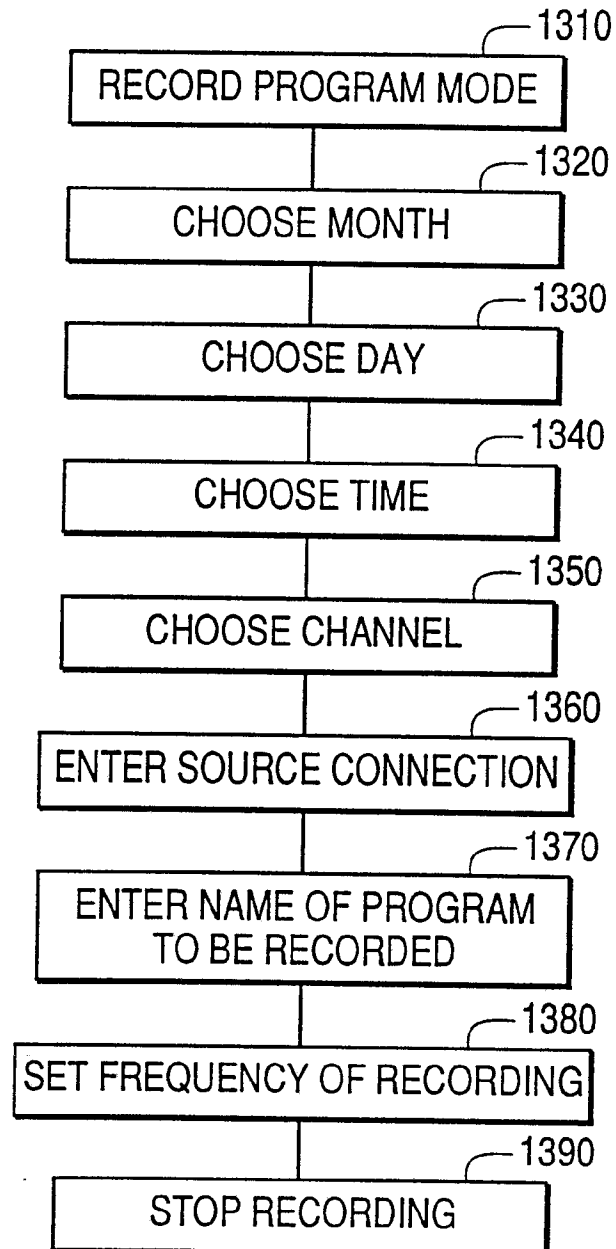 1310
RECORD PROGRAM MODE
1320
CHOOSE MONTH
1330
CHOOSE DAY
1340
CHOOSE TIME
1350
CHOOSE CHANNEL
1360
ENTER SOURCE CONNECTION
1370
ENTER NAME OF PROGRAM
TO BE RECORDED
1380
SET FREQUENCY OF RECORDING
1390
STOP RECORDING